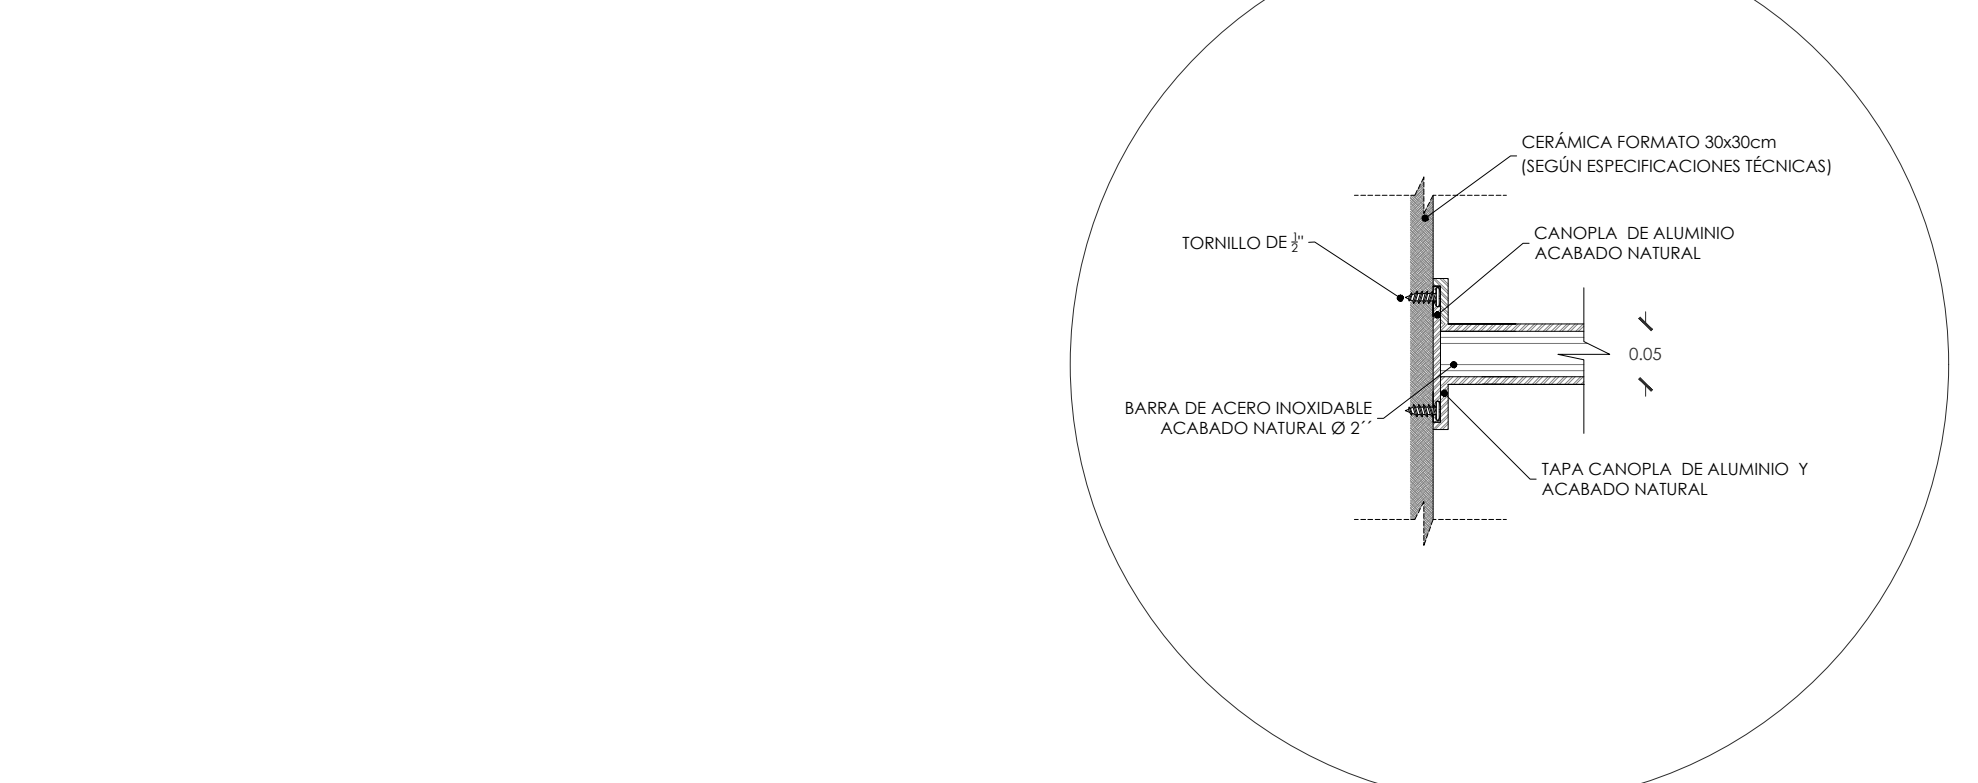 CERÁMICA FORMATO 30x30cm
(SEGÚN ESPECIFICACIONES TÉCNICAS)
TORNILLO DE 1/2"
CANOPLA DE ALUMINIO
ACABADO NATURAL
0.05
BARRA DE ACERO INOXIDABLE
ACABADO NATURAL Ø 2´´
TAPA CANOPLA DE ALUMINIO Y
ACABADO NATURAL